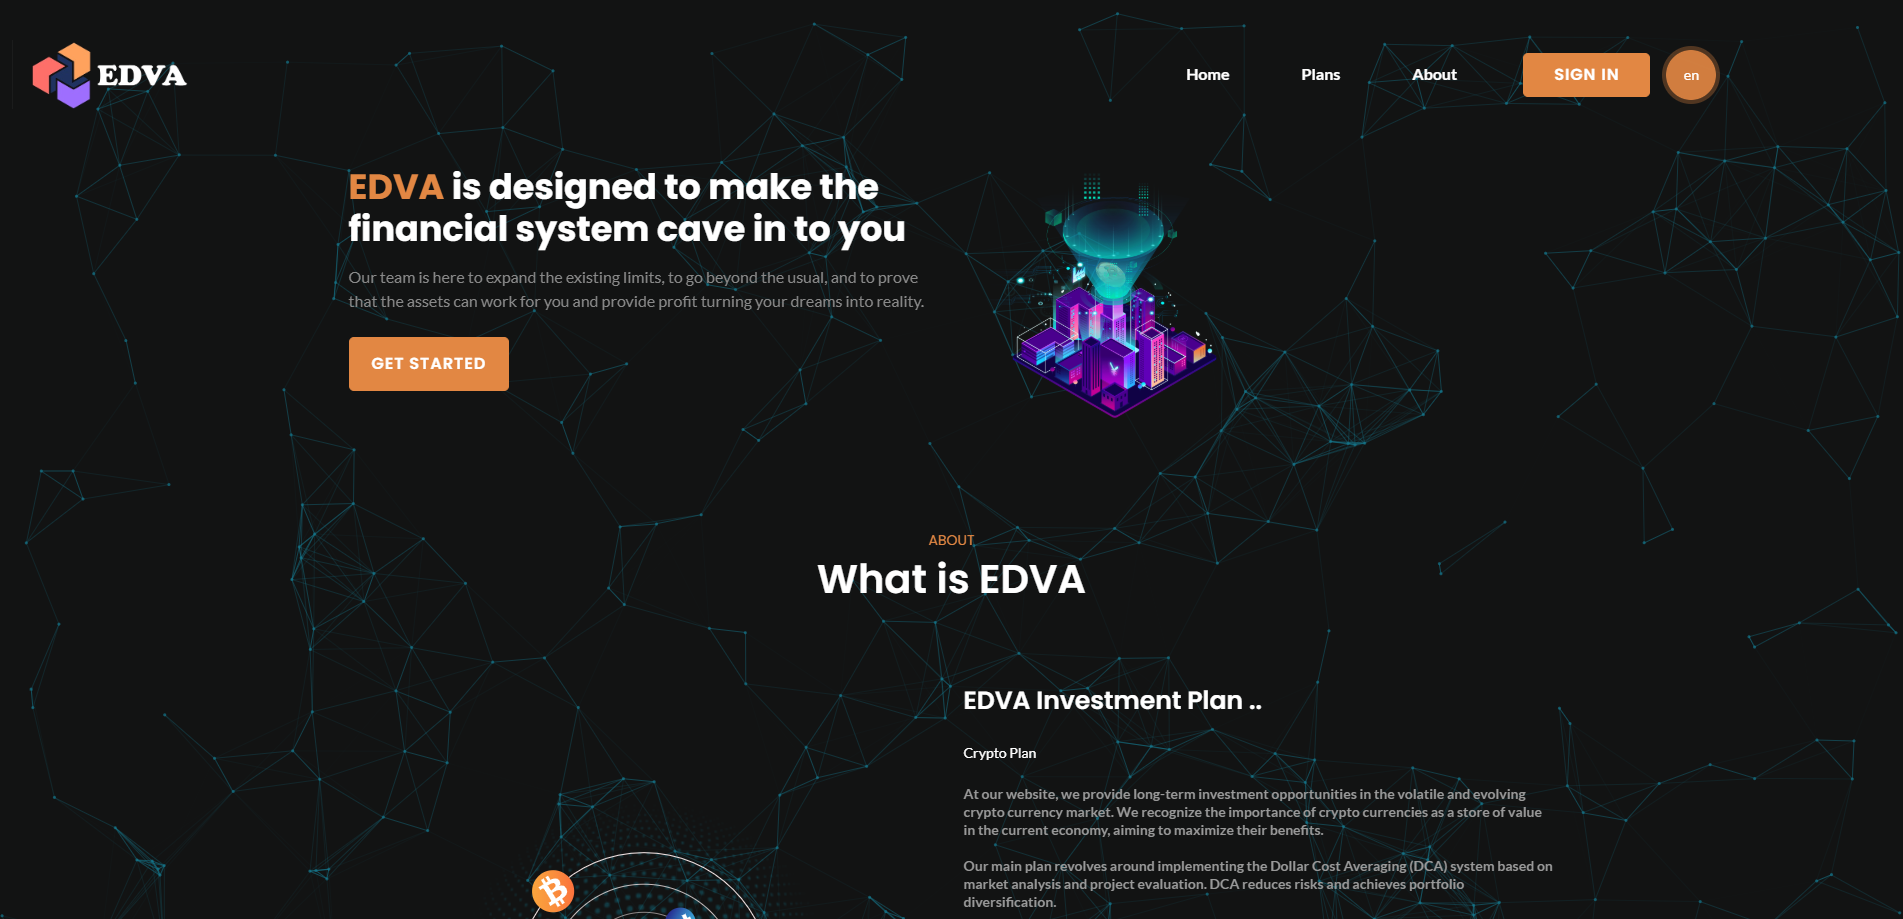 EDVA
Home
Plans
About
SIGN IN
en
EDVA is designed to make the
financial system cave in to you
Our team is here to expand the existing limits, to go beyond the usual, and to prove
that the assets can work for you and provide profit turning your dreams into reality.
GET STARTED
ABOUT
What is EDVA
EDVA Investment Plan ..
Crypto Plan
At our website, we provide long-term investment opportunities in the volatile and evolving
crypto currency market. We recognize the importance of crypto currencies as a store of value
in the current economy, aiming to maximize their benefits.
Our main plan revolves around implementing the Dollar Cost Averaging (DCA) system based on
market analysis and project evaluation. DCA reduces risks and achieves portfolio
diversification.